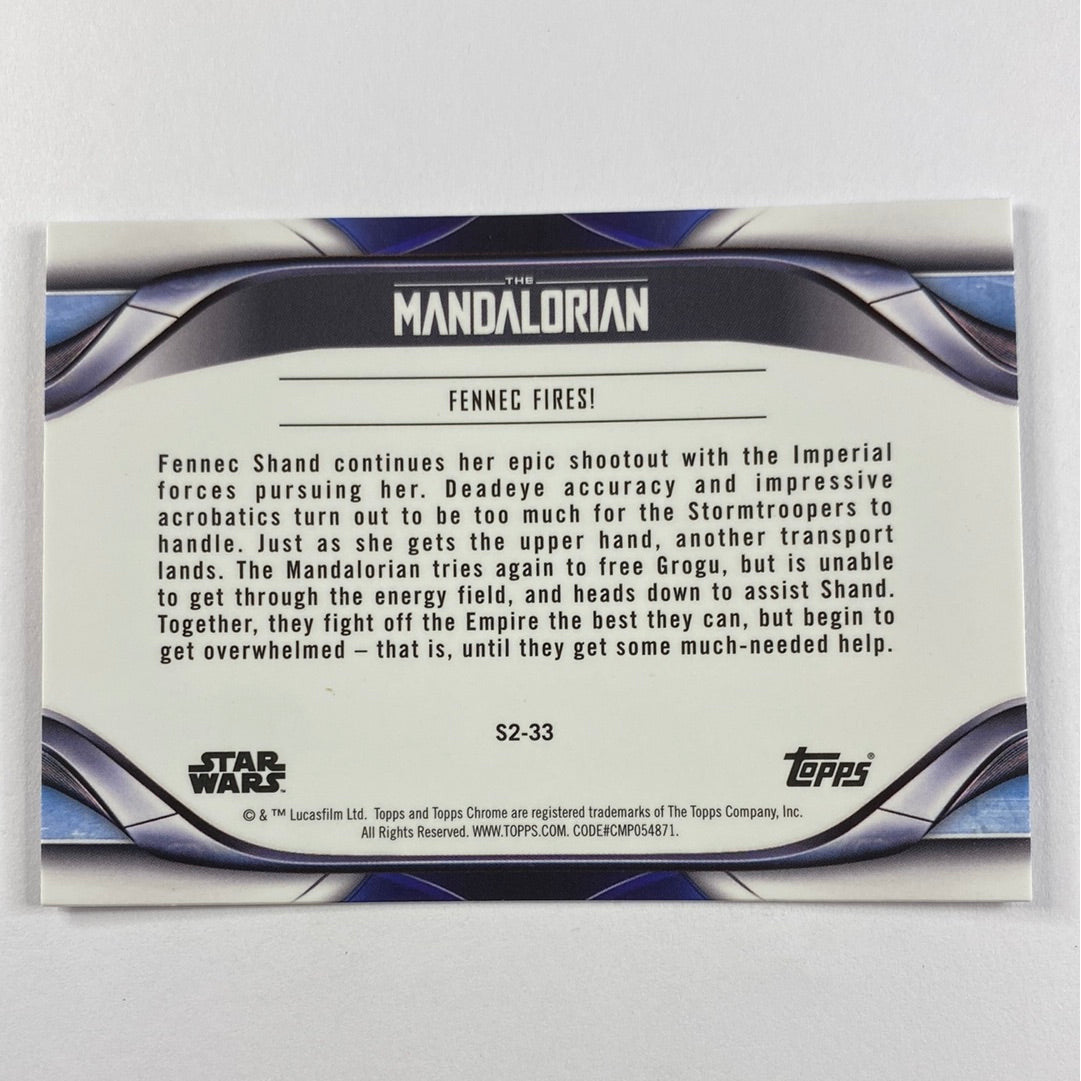 THE
MANDALORIAN
FENNEC FIRES!
Fennec Shand continues her epic shootout with the Imperial
forces pursuing her. Deadeye accuracy and impressive
acrobatics turn out to be too much for the Stormtroopers to
handle. Just as she gets the upper hand, another transport
lands. The Mandalorian tries again to free Grogu, but is unable
to get through the energy field, and heads down to assist Shand.
Together, they fight off the Empire the best they can, but begin to
get overwhelmed – that is, until they get some much-needed help.
S2-33
STAR
WARS
Topps®
© & ™ Lucasfilm Ltd. Topps and Topps Chrome are registered trademarks of The Topps Company, Inc.
All Rights Reserved. WWW.TOPPS.COM. CODE#CMP054871.